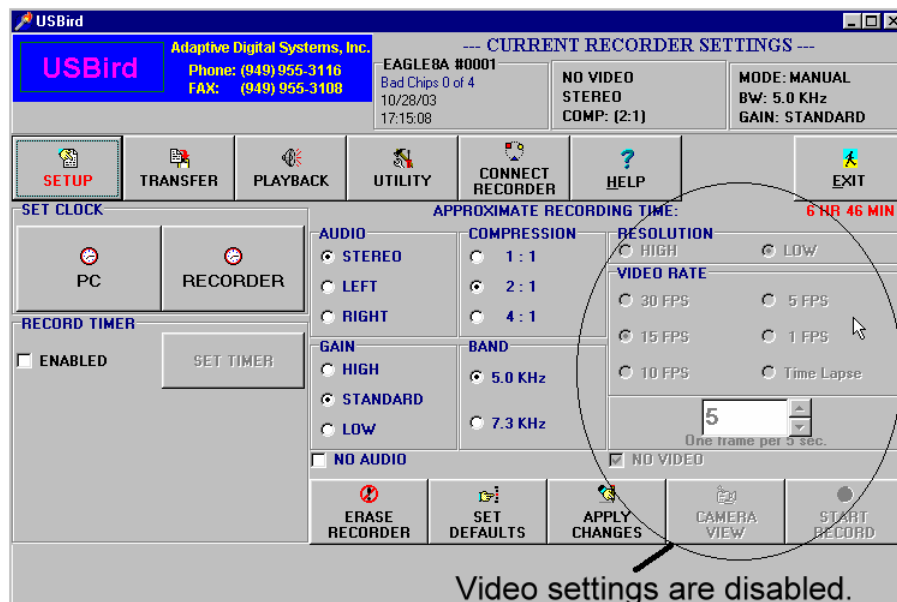 USBird
USBird
Adaptive Digital Systems, Inc.
Phone: (949) 955-3116
FAX: (949) 955-3108
--- CURRENT RECORDER SETTINGS ---
EAGLE8A #0001
Bad Chips 0 of 4
10/28/03
17:15:08
NO VIDEO
STEREO
COMP: (2:1)
MODE: MANUAL
BW: 5.0 KHz
GAIN: STANDARD
SETUP
TRANSFER
PLAYBACK
UTILITY
CONNECT
RECORDER
HELP
EXIT
SET CLOCK
PC
RECORDER
RECORD TIMER
ENABLED
SET TIMER
APPROXIMATE RECORDING TIME:
6 HR 46 MIN
AUDIO
STEREO
LEFT
RIGHT
COMPRESSION
1 : 1
2 : 1
4 : 1
RESOLUTION
HIGH
LOW
VIDEO RATE
30 FPS
5 FPS
15 FPS
1 FPS
10 FPS
Time Lapse
5
One frame per 5 sec.
GAIN
HIGH
STANDARD
LOW
BAND
5.0 KHz
7.3 KHz
NO AUDIO
NO VIDEO
ERASE
RECORDER
SET
DEFAULTS
APPLY
CHANGES
CAMERA
VIEW
START
RECORD
Video settings are disabled.